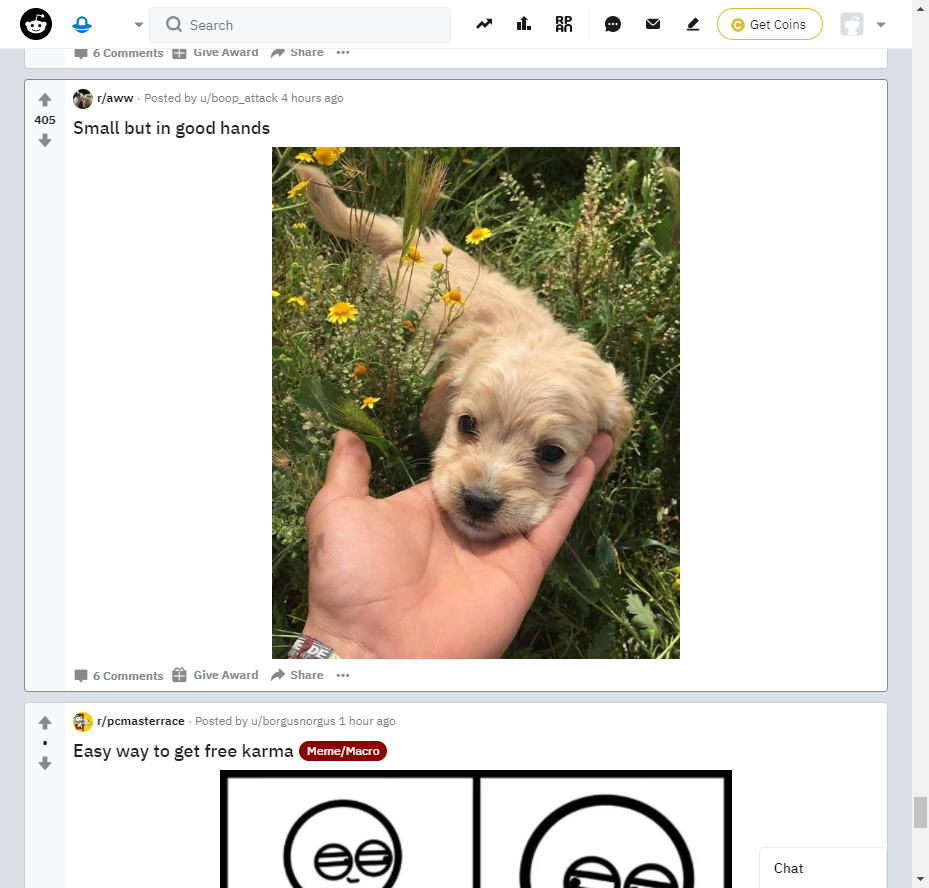 Search
Get Coins
6 Comments Give Award Share
r/aww · Posted by u/boop_attack 4 hours ago
405
Small but in good hands
6 Comments Give Award Share
r/pcmasterrace · Posted by u/borgusnorgus 1 hour ago
•
Easy way to get free karma Meme/Macro
Chat